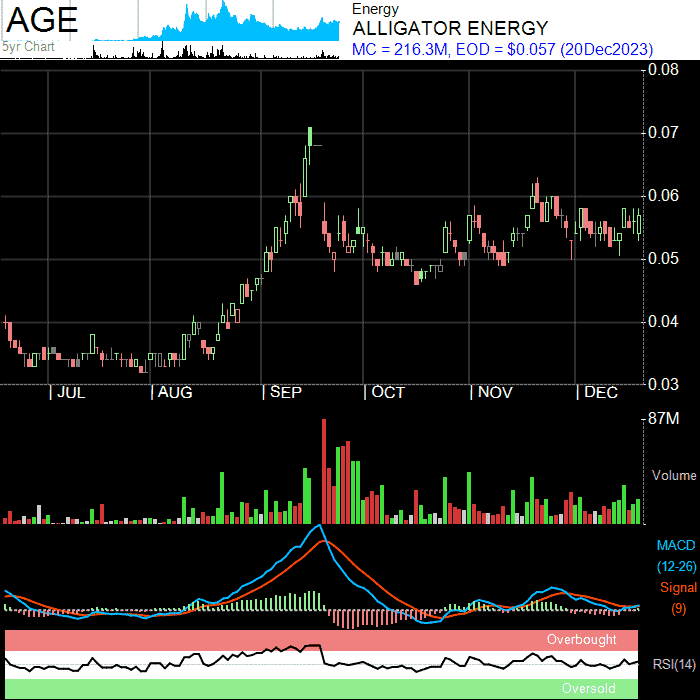 AGE
5yr Chart
Energy
ALLIGATOR ENERGY
MC = 216.3M, EOD = $0.057 (20Dec2023)
0.08
0.07
0.06
0.05
0.04
0.03
JUL AUG SEP OCT NOV DEC
87M
Volume
MACD
(12-26)
Signal
(9)
Overbought
RSI(14)
Oversold